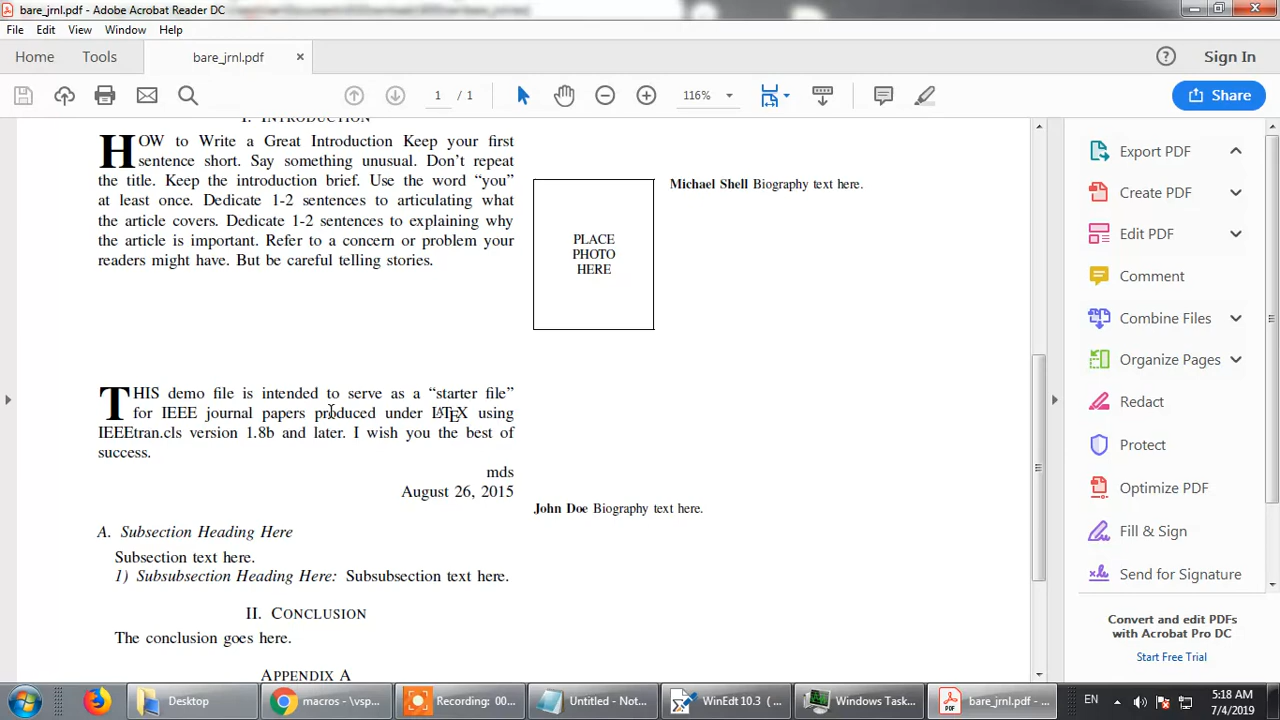 bare_jrnl.pdf - Adobe Acrobat Reader DC
File Edit View Window Help
Home Tools bare_jrnl.pdf × Sign In
1 / 1 116% Share
I. INTRODUCTION
HOW to Write a Great Introduction Keep your first
sentence short. Say something unusual. Don't repeat
the title. Keep the introduction brief. Use the word “you”
at least once. Dedicate 1-2 sentences to articulating what
the article covers. Dedicate 1-2 sentences to explaining why
the article is important. Refer to a concern or problem your
readers might have. But be careful telling stories.
THIS demo file is intended to serve as a “starter file”
for IEEE journal papers produced under LATEX using
IEEEtran.cls version 1.8b and later. I wish you the best of
success.
mds
August 26, 2015
A. Subsection Heading Here
Subsection text here.
1) Subsubsection Heading Here: Subsubsection text here.
II. CONCLUSION
The conclusion goes here.
APPENDIX A
Michael Shell Biography text here.
PLACE
PHOTO
HERE
John Doe Biography text here.
Export PDF
Create PDF
Edit PDF
Comment
Combine Files
Organize Pages
Redact
Protect
Optimize PDF
Fill & Sign
Send for Signature
Convert and edit PDFs
with Acrobat Pro DC
Start Free Trial
Desktop
macros - \vsp...
Recording: 00...
Untitled - Not...
WinEdt 10.3 ( ...
Windows Task...
bare_jrnl.pdf - ...
EN
5:18 AM
7/4/2019